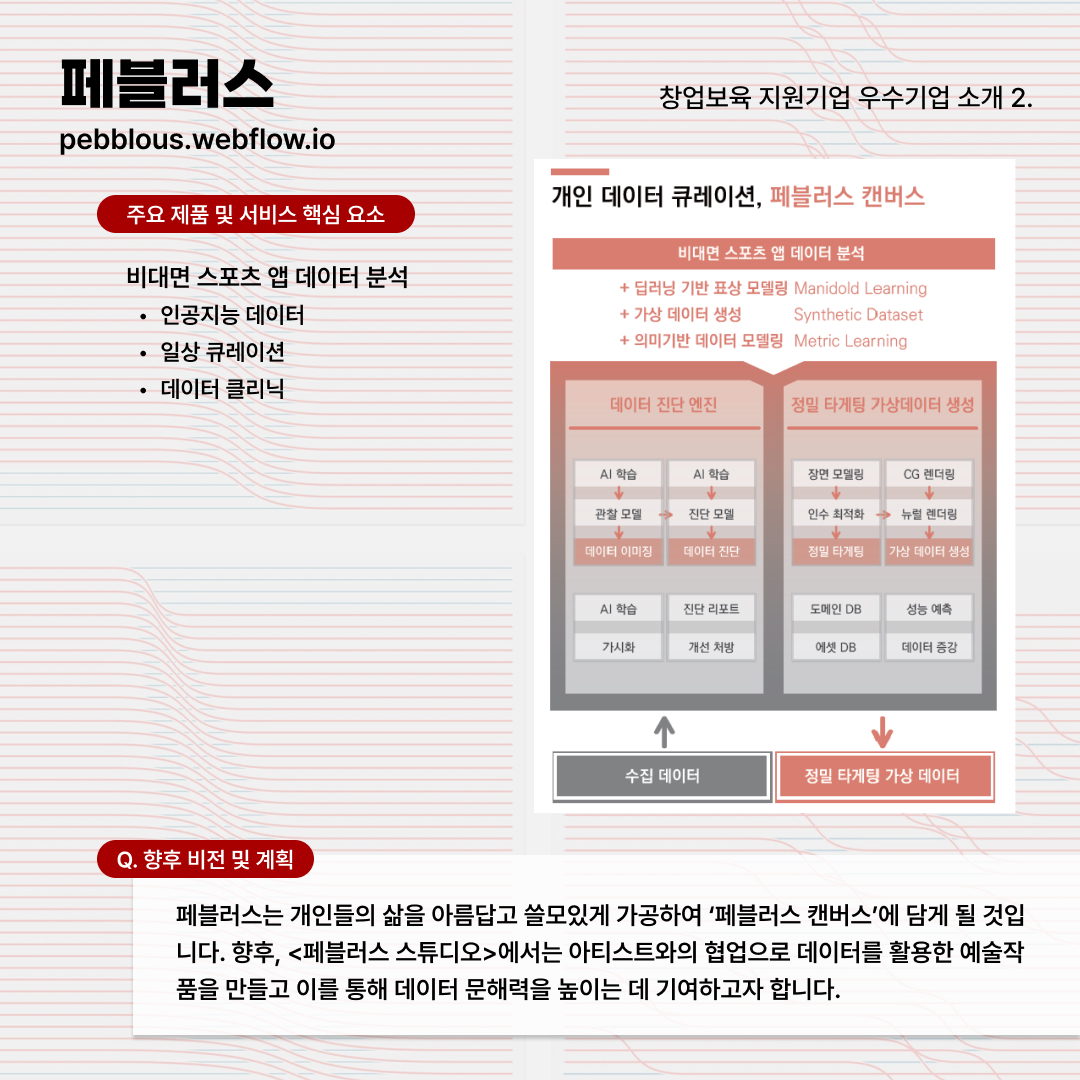 페블러스
pebblous.webflow.io
창업보육 지원기업 우수기업 소개 2.
주요 제품 및 서비스 핵심 요소
비대면 스포츠 앱 데이터 분석
• 인공지능 데이터
• 일상 큐레이션
• 데이터 클리닉
개인 데이터 큐레이션, 페블러스 캔버스
비대면 스포츠 앱 데이터 분석
+ 딥러닝 기반 표상 모델링 Manidold Learning
+ 가상 데이터 생성 Synthetic Dataset
+ 의미기반 데이터 모델링 Metric Learning
데이터 진단 엔진
AI 학습 AI 학습
관찰 모델 진단 모델
데이터 이미징 데이터 진단
AI 학습 진단 리포트
가시화 개선 처방
정밀 타게팅 가상데이터 생성
장면 모델링 CG 렌더링
인수 최적화 뉴럴 렌더링
정밀 타게팅 가상 데이터 생성
도메인 DB 성능 예측
에셋 DB 데이터 증강
수집 데이터
정밀 타게팅 가상 데이터
Q. 향후 비전 및 계획
페블러스는 개인들의 삶을 아름답고 쓸모있게 가공하여 ‘페블러스 캔버스’에 담게 될 것입
니다. 향후, <페블러스 스튜디오>에서는 아티스트와의 협업으로 데이터를 활용한 예술작
품을 만들고 이를 통해 데이터 문해력을 높이는 데 기여하고자 합니다.